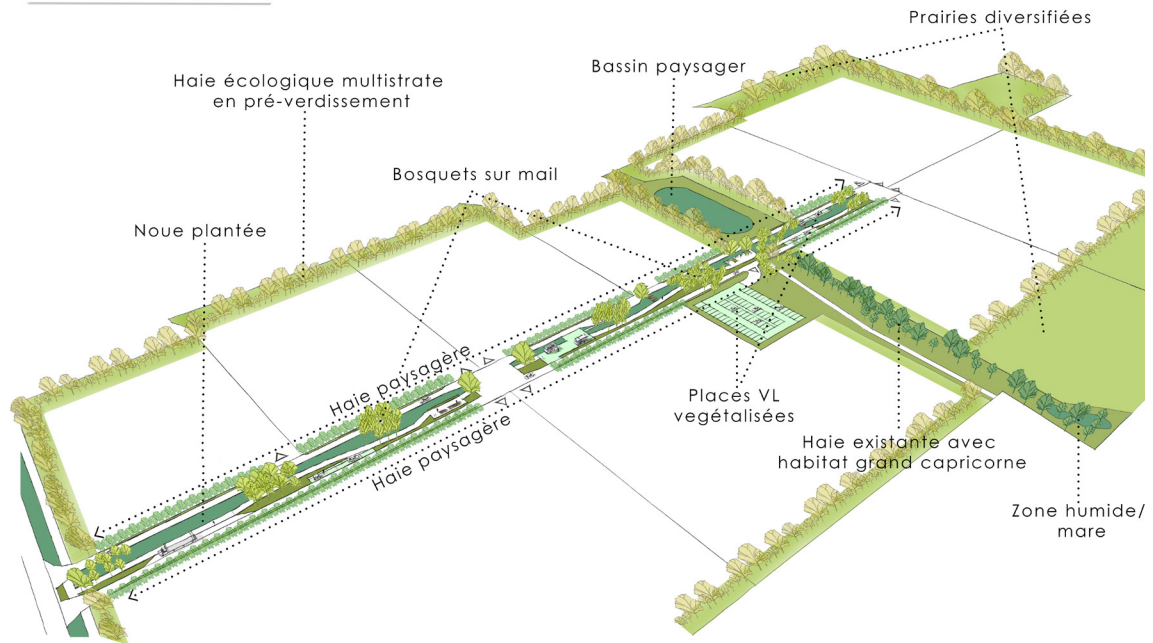 Prairies diversifiées
Bassin paysager
Haie écologique multistrate
en pré-verdissement
Bosquets sur mail
Noue plantée
Haie paysagère
Haie paysagère
Places VL
vegétalisées
Haie existante avec
habitat grand capricorne
Zone humide/
mare